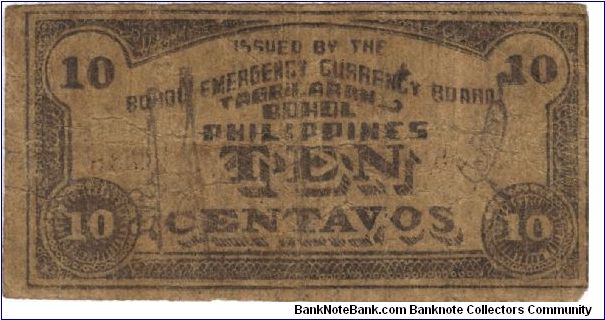 ISSUED BY THE
10 10
BOHOL EMERGENCY CURRENCY BOARD
TAGBILARAN
BOHOL
PHILIPPINES
TEN
10 CENTAVOS 10
BankNoteBank.com Banknote Collectors Community